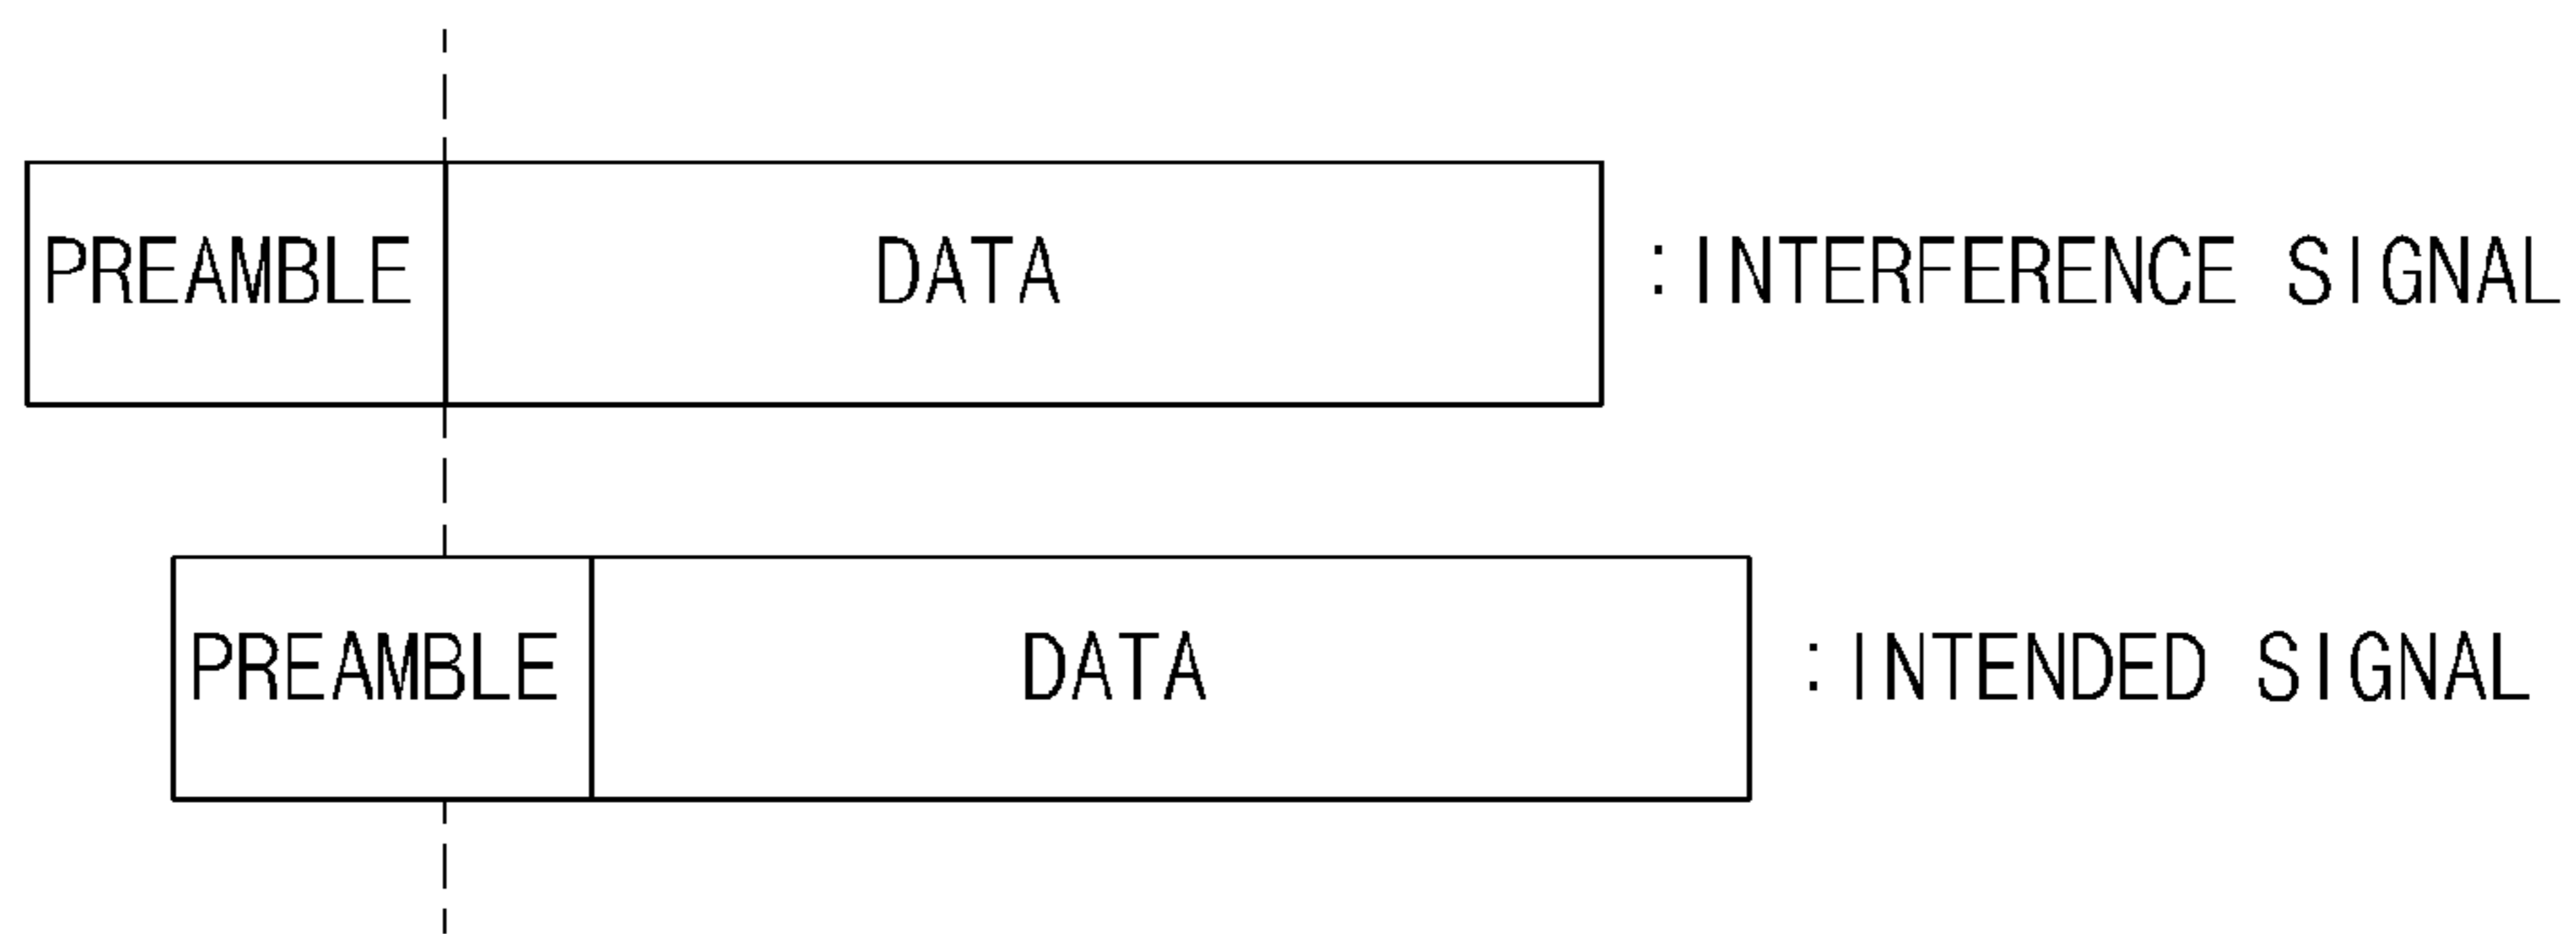 PREAMBLE DATA : INTERFERENCE SIGNAL
PREAMBLE DATA : INTENDED SIGNAL